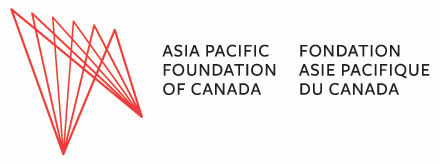 ASIA PACIFIC
FOUNDATION
OF CANADA
FONDATION
ASIE PACIFIQUE
DU CANADA